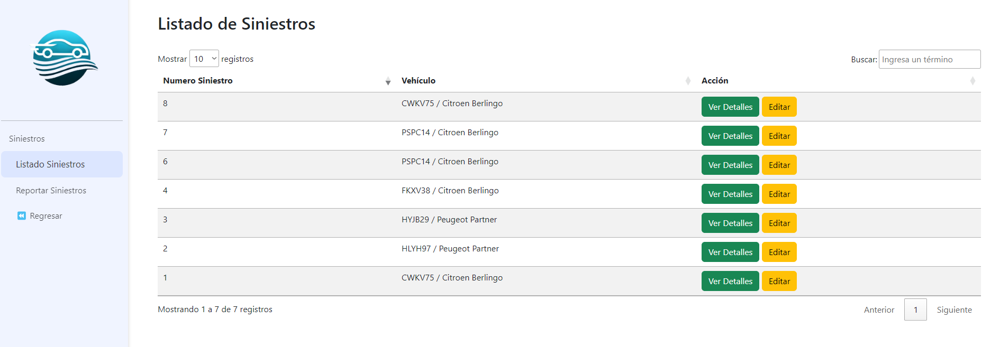 Listado de Siniestros
Mostrar 10 registros
Buscar: Ingresa un término
Numero Siniestro Vehículo Acción
8 CWKV75 / Citroen Berlingo Ver Detalles Editar
7 PSPC14 / Citroen Berlingo Ver Detalles Editar
6 PSPC14 / Citroen Berlingo Ver Detalles Editar
4 FKXV38 / Citroen Berlingo Ver Detalles Editar
3 HYJB29 / Peugeot Partner Ver Detalles Editar
2 HLYH97 / Peugeot Partner Ver Detalles Editar
1 CWKV75 / Citroen Berlingo Ver Detalles Editar
Mostrando 1 a 7 de 7 registros
Anterior 1 Siguiente
Siniestros
Listado Siniestros
Reportar Siniestros
Regresar